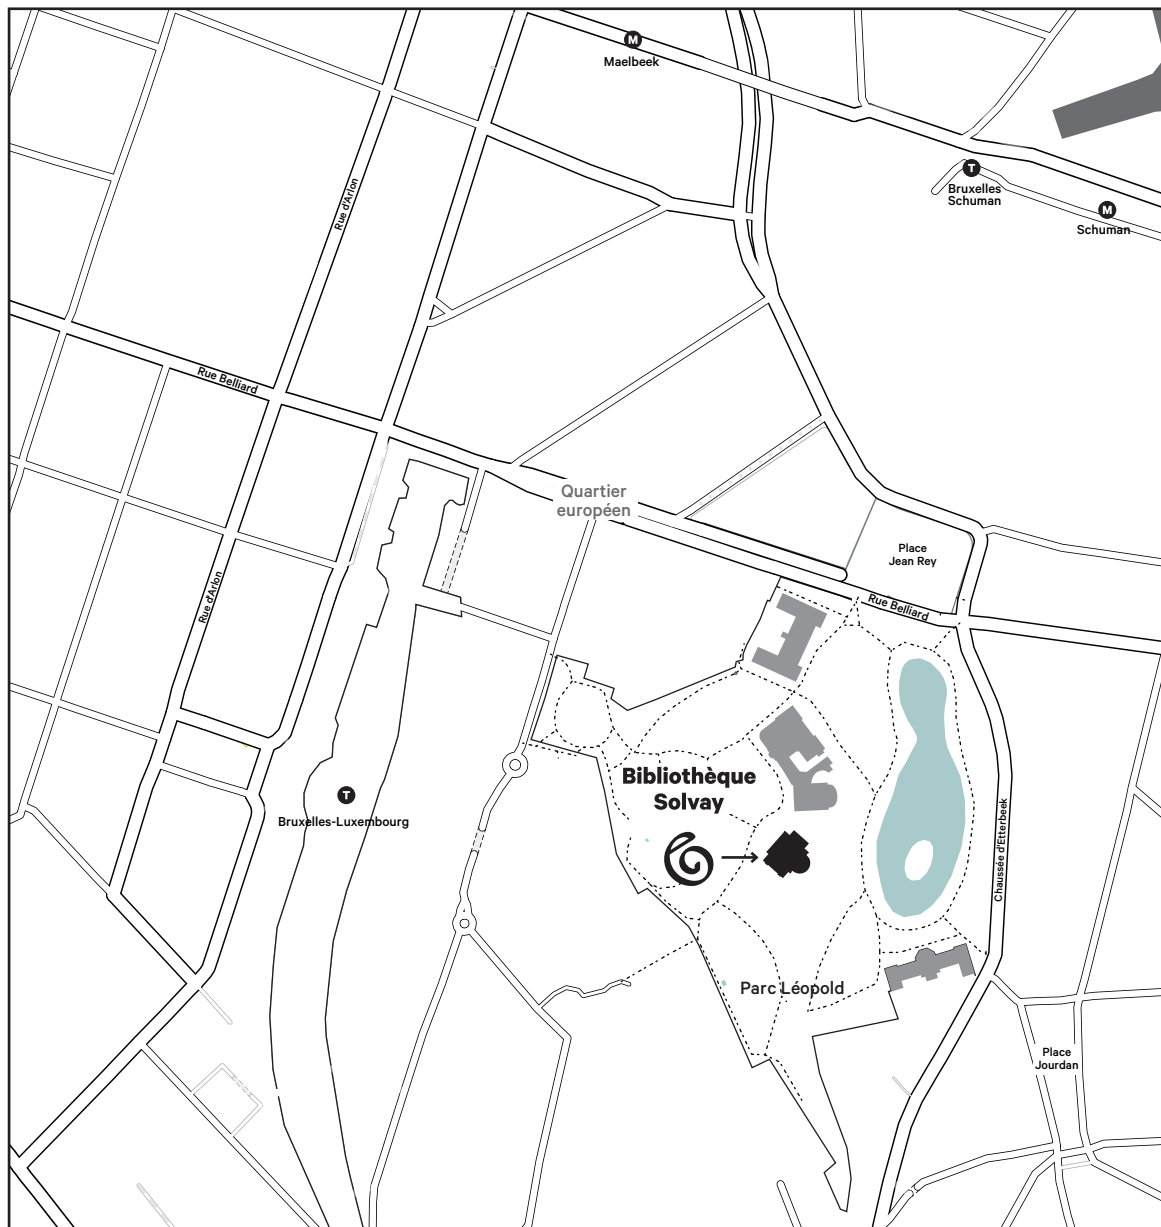 M
Maelbeek
T
Bruxelles
Schuman
M
Schuman
Rue d'Arlon
Rue Belliard
Quartier
européen
Place
Jean Rey
Rue d'Arlon
Rue Belliard
Bibliothèque
Solvay
T
Bruxelles-Luxembourg
Chaussée d'Etterbeek
Parc Léopold
Place
Jourdan